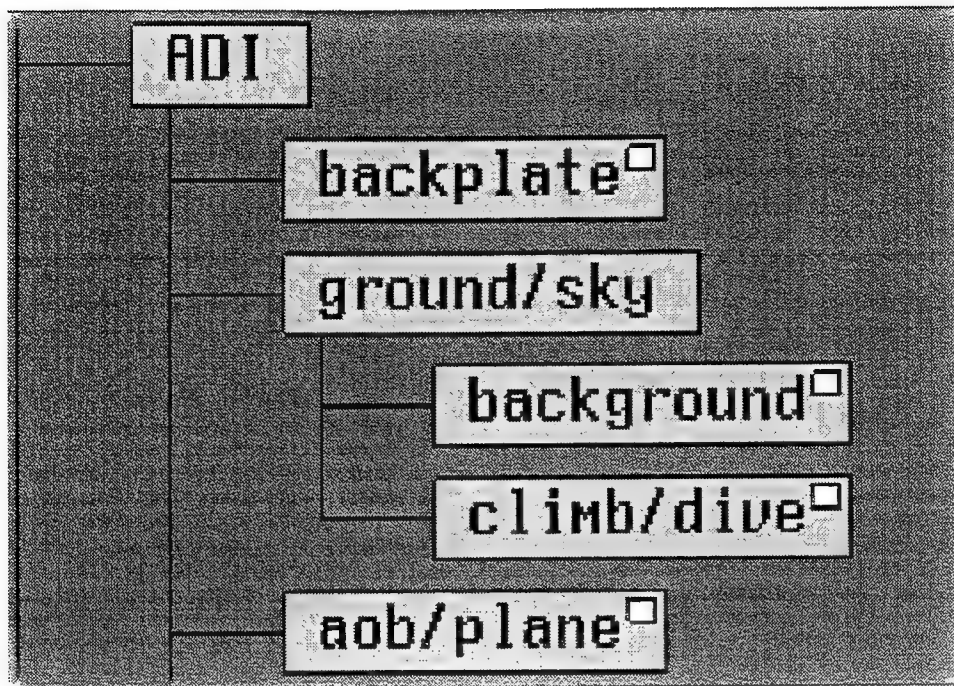 ADI
backplate
ground/sky
background
climb/dive
aob/plane